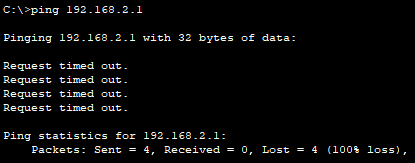 C:\>ping 192.168.2.1
Pinging 192.168.2.1 with 32 bytes of data:
Request timed out.
Request timed out.
Request timed out.
Request timed out.
Ping statistics for 192.168.2.1:
    Packets: Sent = 4, Received = 0, Lost = 4 (100% loss),